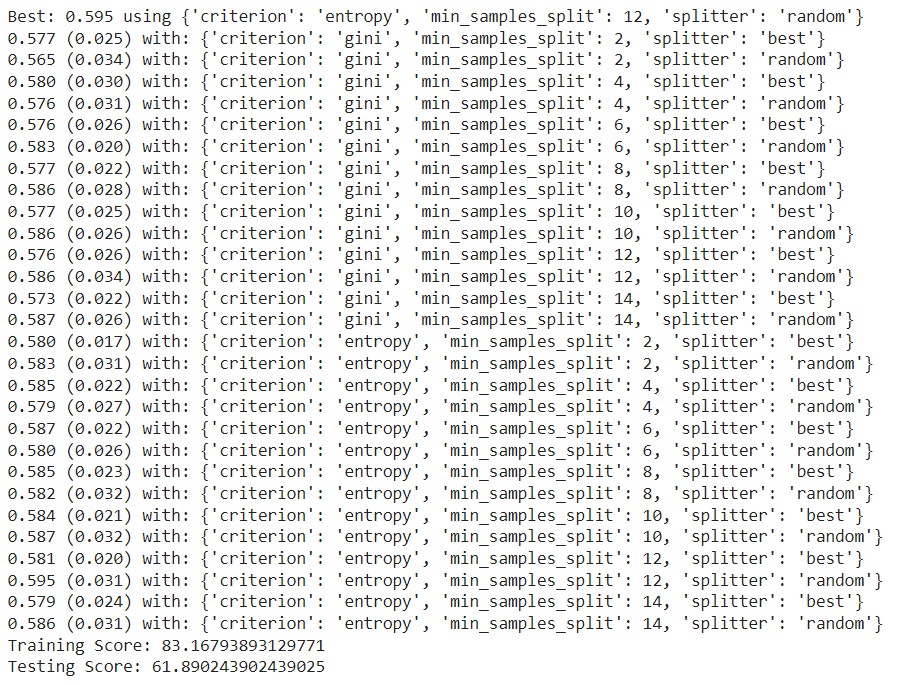 Best: 0.595 using {'criterion': 'entropy', 'min_samples_split': 12, 'splitter': 'random'}
0.577 (0.025) with: {'criterion': 'gini', 'min_samples_split': 2, 'splitter': 'best'}
0.565 (0.034) with: {'criterion': 'gini', 'min_samples_split': 2, 'splitter': 'random'}
0.580 (0.030) with: {'criterion': 'gini', 'min_samples_split': 4, 'splitter': 'best'}
0.576 (0.031) with: {'criterion': 'gini', 'min_samples_split': 4, 'splitter': 'random'}
0.576 (0.026) with: {'criterion': 'gini', 'min_samples_split': 6, 'splitter': 'best'}
0.583 (0.020) with: {'criterion': 'gini', 'min_samples_split': 6, 'splitter': 'random'}
0.577 (0.022) with: {'criterion': 'gini', 'min_samples_split': 8, 'splitter': 'best'}
0.586 (0.028) with: {'criterion': 'gini', 'min_samples_split': 8, 'splitter': 'random'}
0.577 (0.025) with: {'criterion': 'gini', 'min_samples_split': 10, 'splitter': 'best'}
0.586 (0.026) with: {'criterion': 'gini', 'min_samples_split': 10, 'splitter': 'random'}
0.576 (0.026) with: {'criterion': 'gini', 'min_samples_split': 12, 'splitter': 'best'}
0.586 (0.034) with: {'criterion': 'gini', 'min_samples_split': 12, 'splitter': 'random'}
0.573 (0.022) with: {'criterion': 'gini', 'min_samples_split': 14, 'splitter': 'best'}
0.587 (0.026) with: {'criterion': 'gini', 'min_samples_split': 14, 'splitter': 'random'}
0.580 (0.017) with: {'criterion': 'entropy', 'min_samples_split': 2, 'splitter': 'best'}
0.583 (0.031) with: {'criterion': 'entropy', 'min_samples_split': 2, 'splitter': 'random'}
0.585 (0.022) with: {'criterion': 'entropy', 'min_samples_split': 4, 'splitter': 'best'}
0.579 (0.027) with: {'criterion': 'entropy', 'min_samples_split': 4, 'splitter': 'random'}
0.587 (0.022) with: {'criterion': 'entropy', 'min_samples_split': 6, 'splitter': 'best'}
0.580 (0.026) with: {'criterion': 'entropy', 'min_samples_split': 6, 'splitter': 'random'}
0.585 (0.023) with: {'criterion': 'entropy', 'min_samples_split': 8, 'splitter': 'best'}
0.582 (0.032) with: {'criterion': 'entropy', 'min_samples_split': 8, 'splitter': 'random'}
0.584 (0.021) with: {'criterion': 'entropy', 'min_samples_split': 10, 'splitter': 'best'}
0.587 (0.032) with: {'criterion': 'entropy', 'min_samples_split': 10, 'splitter': 'random'}
0.581 (0.020) with: {'criterion': 'entropy', 'min_samples_split': 12, 'splitter': 'best'}
0.595 (0.031) with: {'criterion': 'entropy', 'min_samples_split': 12, 'splitter': 'random'}
0.579 (0.024) with: {'criterion': 'entropy', 'min_samples_split': 14, 'splitter': 'best'}
0.586 (0.031) with: {'criterion': 'entropy', 'min_samples_split': 14, 'splitter': 'random'}
Training Score: 83.16793893129771
Testing Score: 61.890243902439025